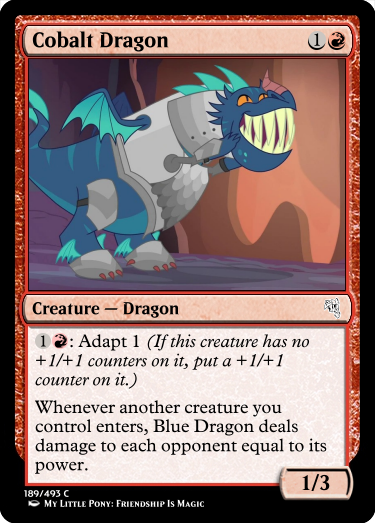 Cobalt Dragon 1
Creature — Dragon
1: Adapt 1 (If this creature has no
+1/+1 counters on it, put a +1/+1
counter on it.)
Whenever another creature you
control enters, Blue Dragon deals
damage to each opponent equal to its
power.
1/3
189/493 C
My Little Pony: Friendship Is Magic